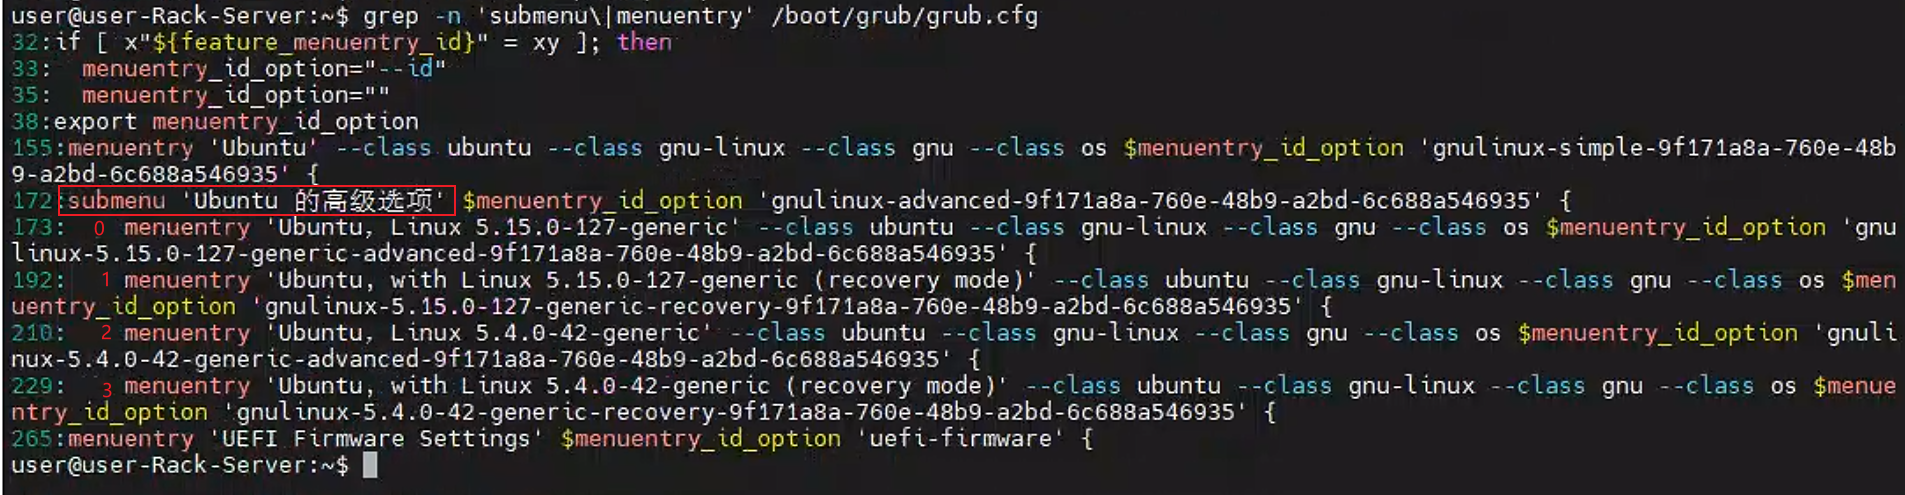 user@user-Rack-Server:~$ grep -n 'submenu\|menuentry' /boot/grub/grub.cfg
32:if [ x"${feature_menuentry_id}" = xy ]; then
33:  menuentry_id_option="--id"
35:  menuentry_id_option=""
38:export menuentry_id_option
155:menuentry 'Ubuntu' --class ubuntu --class gnu-linux --class gnu --class os $menuentry_id_option 'gnulinux-simple-9f171a8a-760e-48b
9-a2bd-6c688a546935' {
172:submenu 'Ubuntu 的高级选项' $menuentry_id_option 'gnulinux-advanced-9f171a8a-760e-48b9-a2bd-6c688a546935' {
173: 0 menuentry 'Ubuntu, Linux 5.15.0-127-generic' --class ubuntu --class gnu-linux --class gnu --class os $menuentry_id_option 'gnu
linux-5.15.0-127-generic-advanced-9f171a8a-760e-48b9-a2bd-6c688a546935' {
192: 1 menuentry 'Ubuntu, with Linux 5.15.0-127-generic (recovery mode)' --class ubuntu --class gnu-linux --class gnu --class os $men
uentry_id_option 'gnulinux-5.15.0-127-generic-recovery-9f171a8a-760e-48b9-a2bd-6c688a546935' {
210: 2 menuentry 'Ubuntu, Linux 5.4.0-42-generic' --class ubuntu --class gnu-linux --class gnu --class os $menuentry_id_option 'gnuli
nux-5.4.0-42-generic-advanced-9f171a8a-760e-48b9-a2bd-6c688a546935' {
229: 3 menuentry 'Ubuntu, with Linux 5.4.0-42-generic (recovery mode)' --class ubuntu --class gnu-linux --class gnu --class os $menue
ntry_id_option 'gnulinux-5.4.0-42-generic-recovery-9f171a8a-760e-48b9-a2bd-6c688a546935' {
265:menuentry 'UEFI Firmware Settings' $menuentry_id_option 'uefi-firmware' {
user@user-Rack-Server:~$